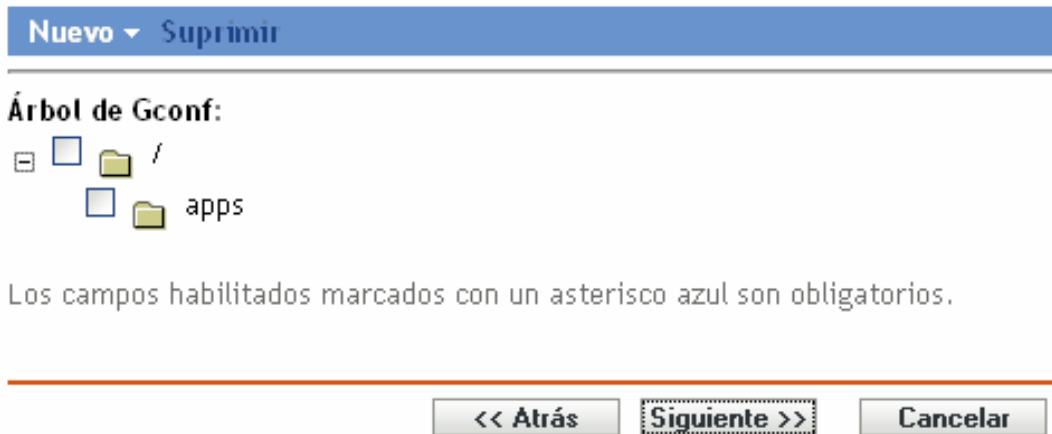 Nuevo Suprimir
Árbol de Gconf:
/
apps
Los campos habilitados marcados con un asterisco azul son obligatorios.
<< Atrás Siguiente >> Cancelar